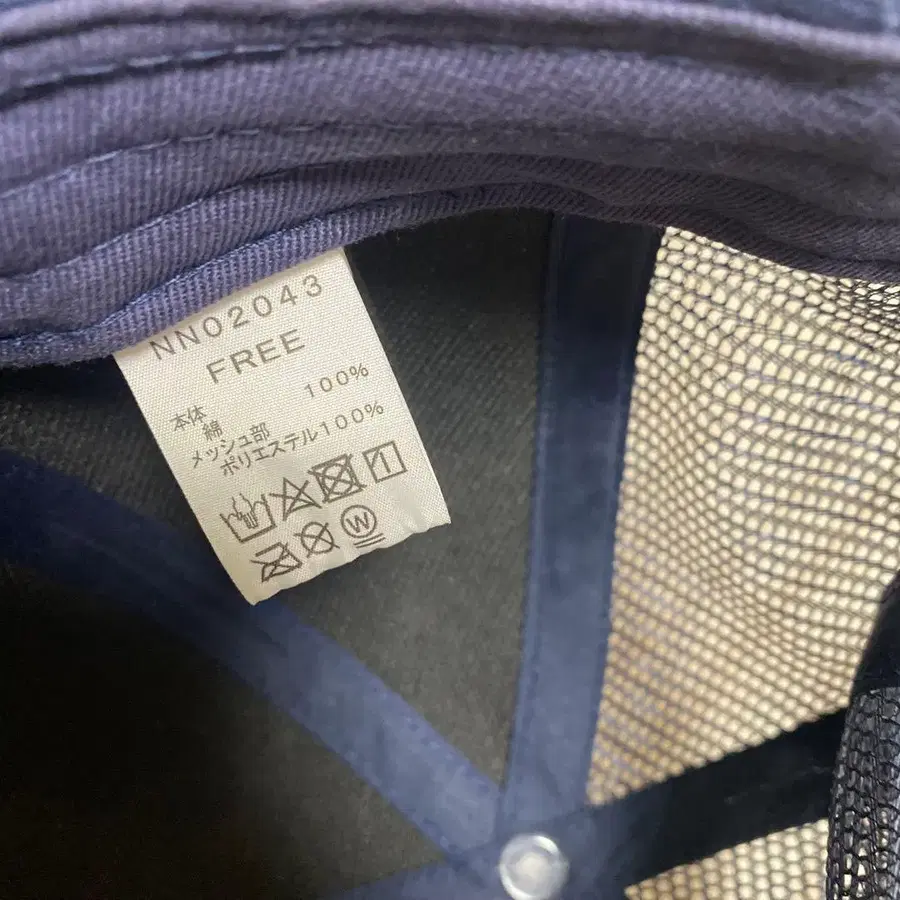 NN02043
FREE
本体
綿 100%
メッシュ部
ポリエステル100%
W